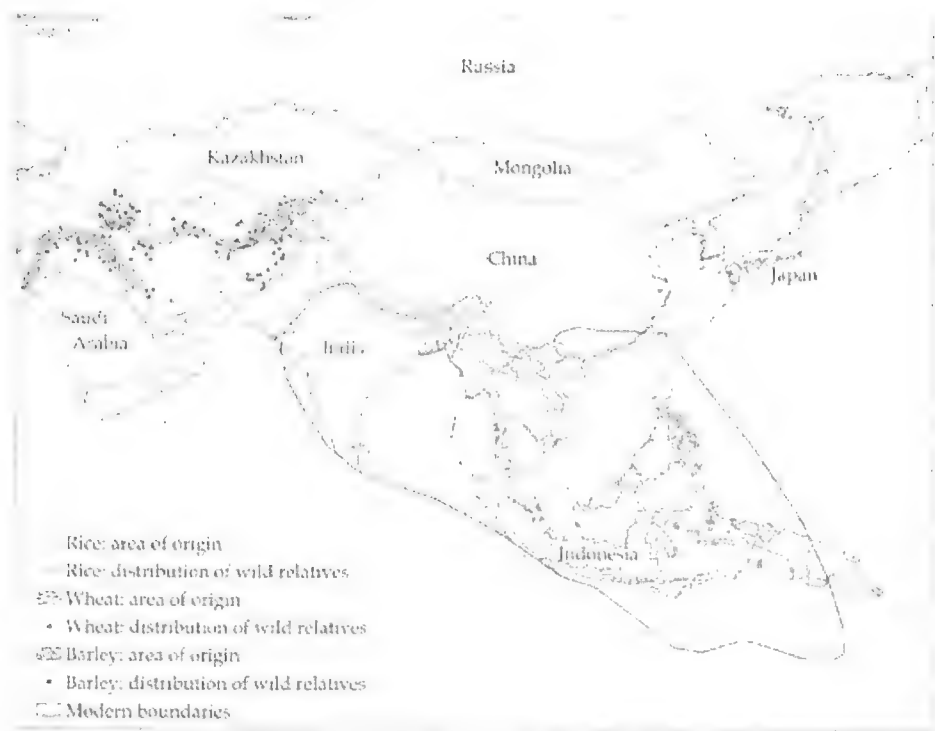 Russia
Kazakhstan
Mongolia
China
Japan
Saudi
Arabia
India
Indonesia
Rice: area of origin
Rice: distribution of wild relatives
Wheat: area of origin
Wheat: distribution of wild relatives
Barley: area of origin
Barley: distribution of wild relatives
Modern boundaries